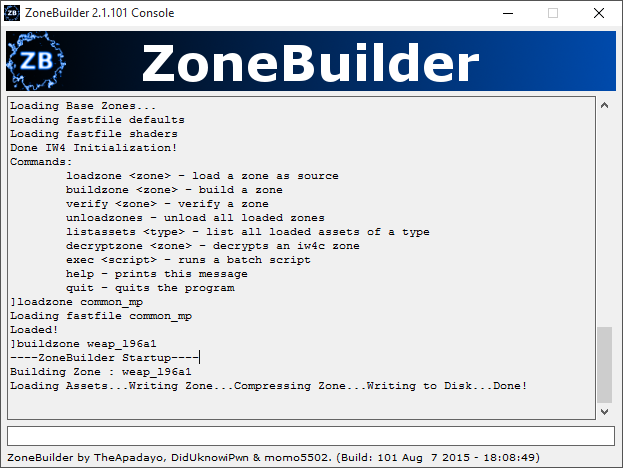 ZB ZoneBuilder 2.1.101 Console
ZB ZoneBuilder
Loading Base Zones...
Loading fastfile defaults
Loading fastfile shaders
Done IW4 Initialization!
Commands:
loadzone <zone> - load a zone as source
buildzone <zone> - build a zone
verify <zone> - verify a zone
unloadzones - unload all loaded zones
listassets <type> - list all loaded assets of a type
decryptzone <zone> - decrypts an iw4c zone
exec <script> - runs a batch script
help - prints this message
quit - quits the program
]loadzone common_mp
Loading fastfile common_mp
Loaded!
]buildzone weap_l96a1
----ZoneBuilder Startup----
Building Zone : weap_l96a1
Loading Assets...Writing Zone...Compressing Zone...Writing to Disk...Done!
ZoneBuilder by TheApadayo, DidUknowiPwn & momo5502. (Build: 101 Aug  7 2015 - 18:08:49)